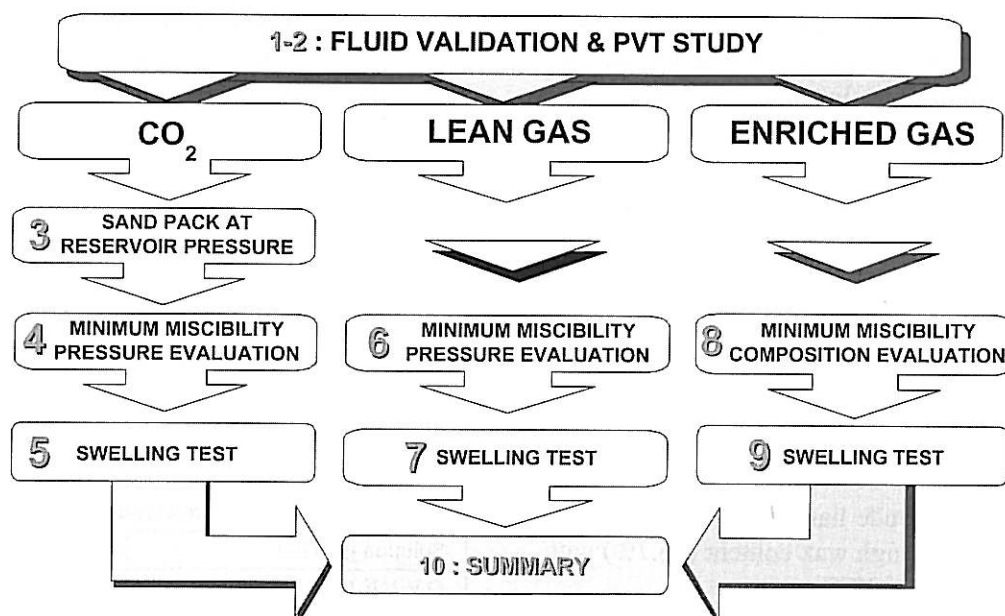 1-2 : FLUID VALIDATION & PVT STUDY
CO2
LEAN GAS
ENRICHED GAS
3 SAND PACK AT
RESERVOIR PRESSURE
4 MINIMUM MISCIBILITY
PRESSURE EVALUATION
6 MINIMUM MISCIBILITY
PRESSURE EVALUATION
8 MINIMUM MISCIBILITY
COMPOSITION EVALUATION
5 SWELLING TEST
7 SWELLING TEST
9 SWELLING TEST
10 : SUMMARY